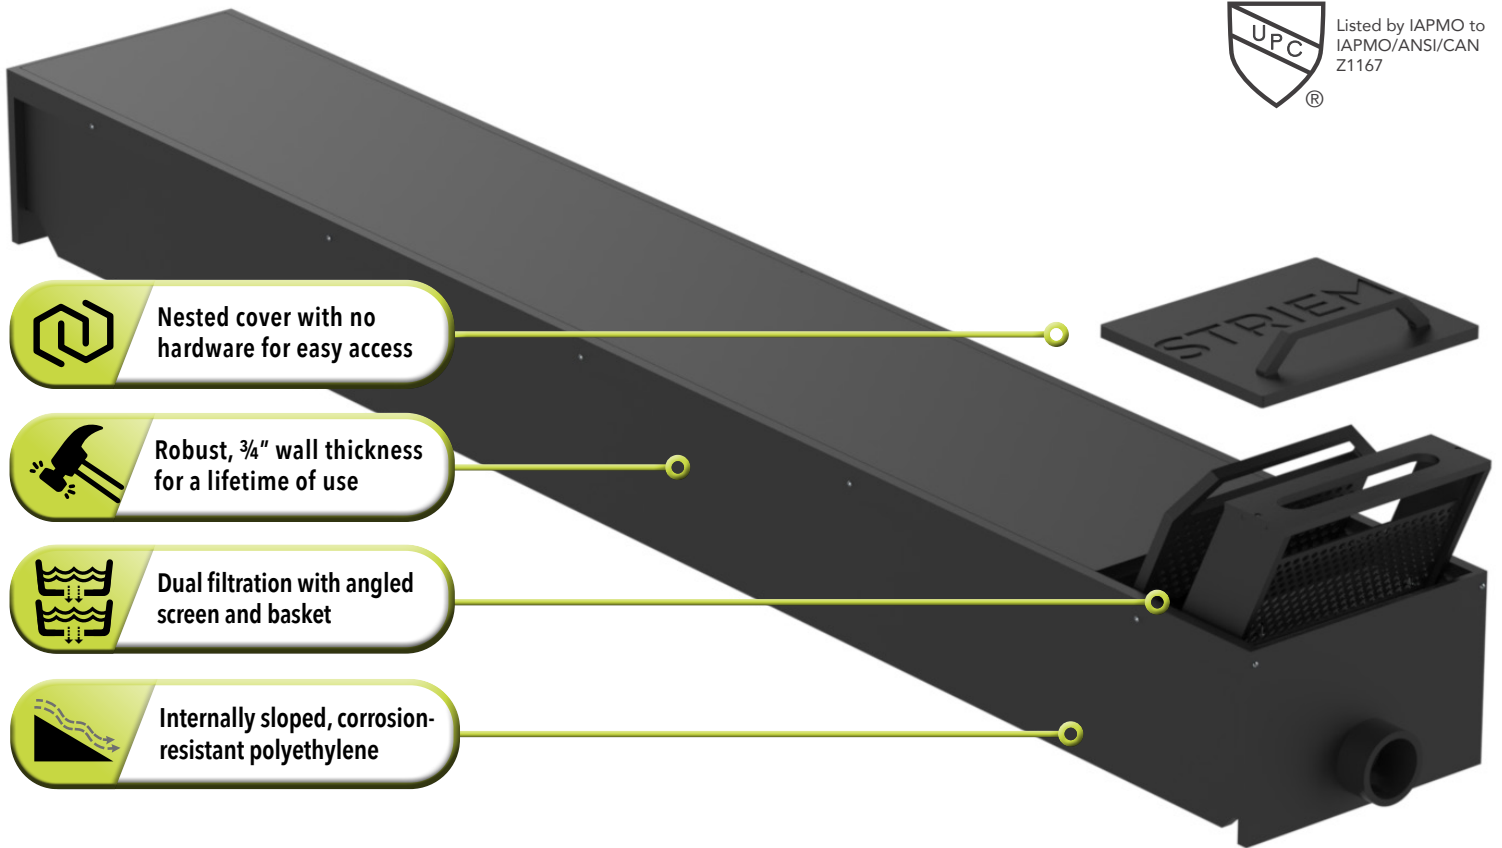 UPC
®
Listed by IAPMO to
IAPMO/ANSI/CAN
Z1167
STRIEM
Nested cover with no
hardware for easy access
Robust, ¾" wall thickness
for a lifetime of use
Dual filtration with angled
screen and basket
Internally sloped, corrosion-
resistant polyethylene